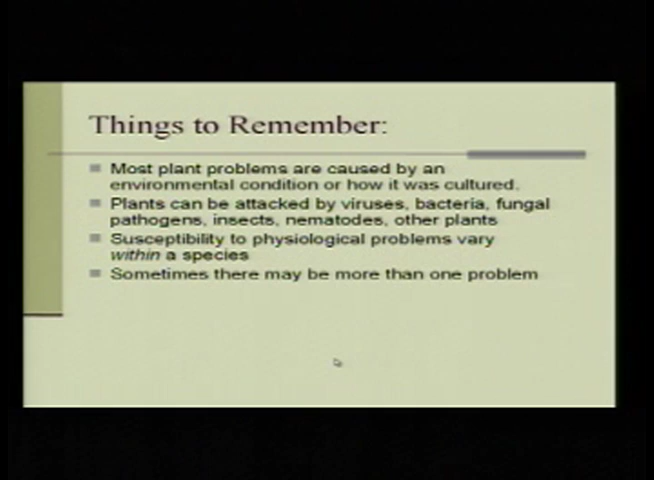 Things to Remember:
Most plant problems are caused by an
environmental condition or how it was cultured.
Plants can be attacked by viruses, bacteria, fungal
pathogens, insects, nematodes, other plants
Susceptibility to physiological problems vary
within a species
Sometimes there may be more than one problem